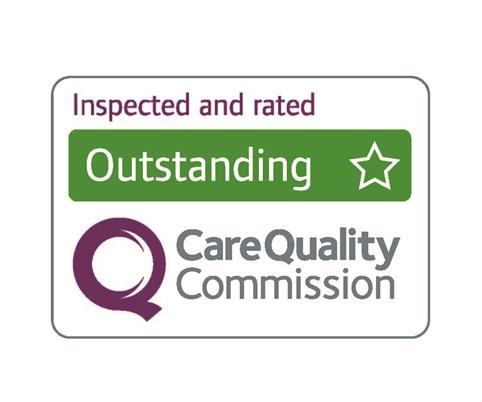 Inspected and rated
Outstanding
CareQuality
Commission